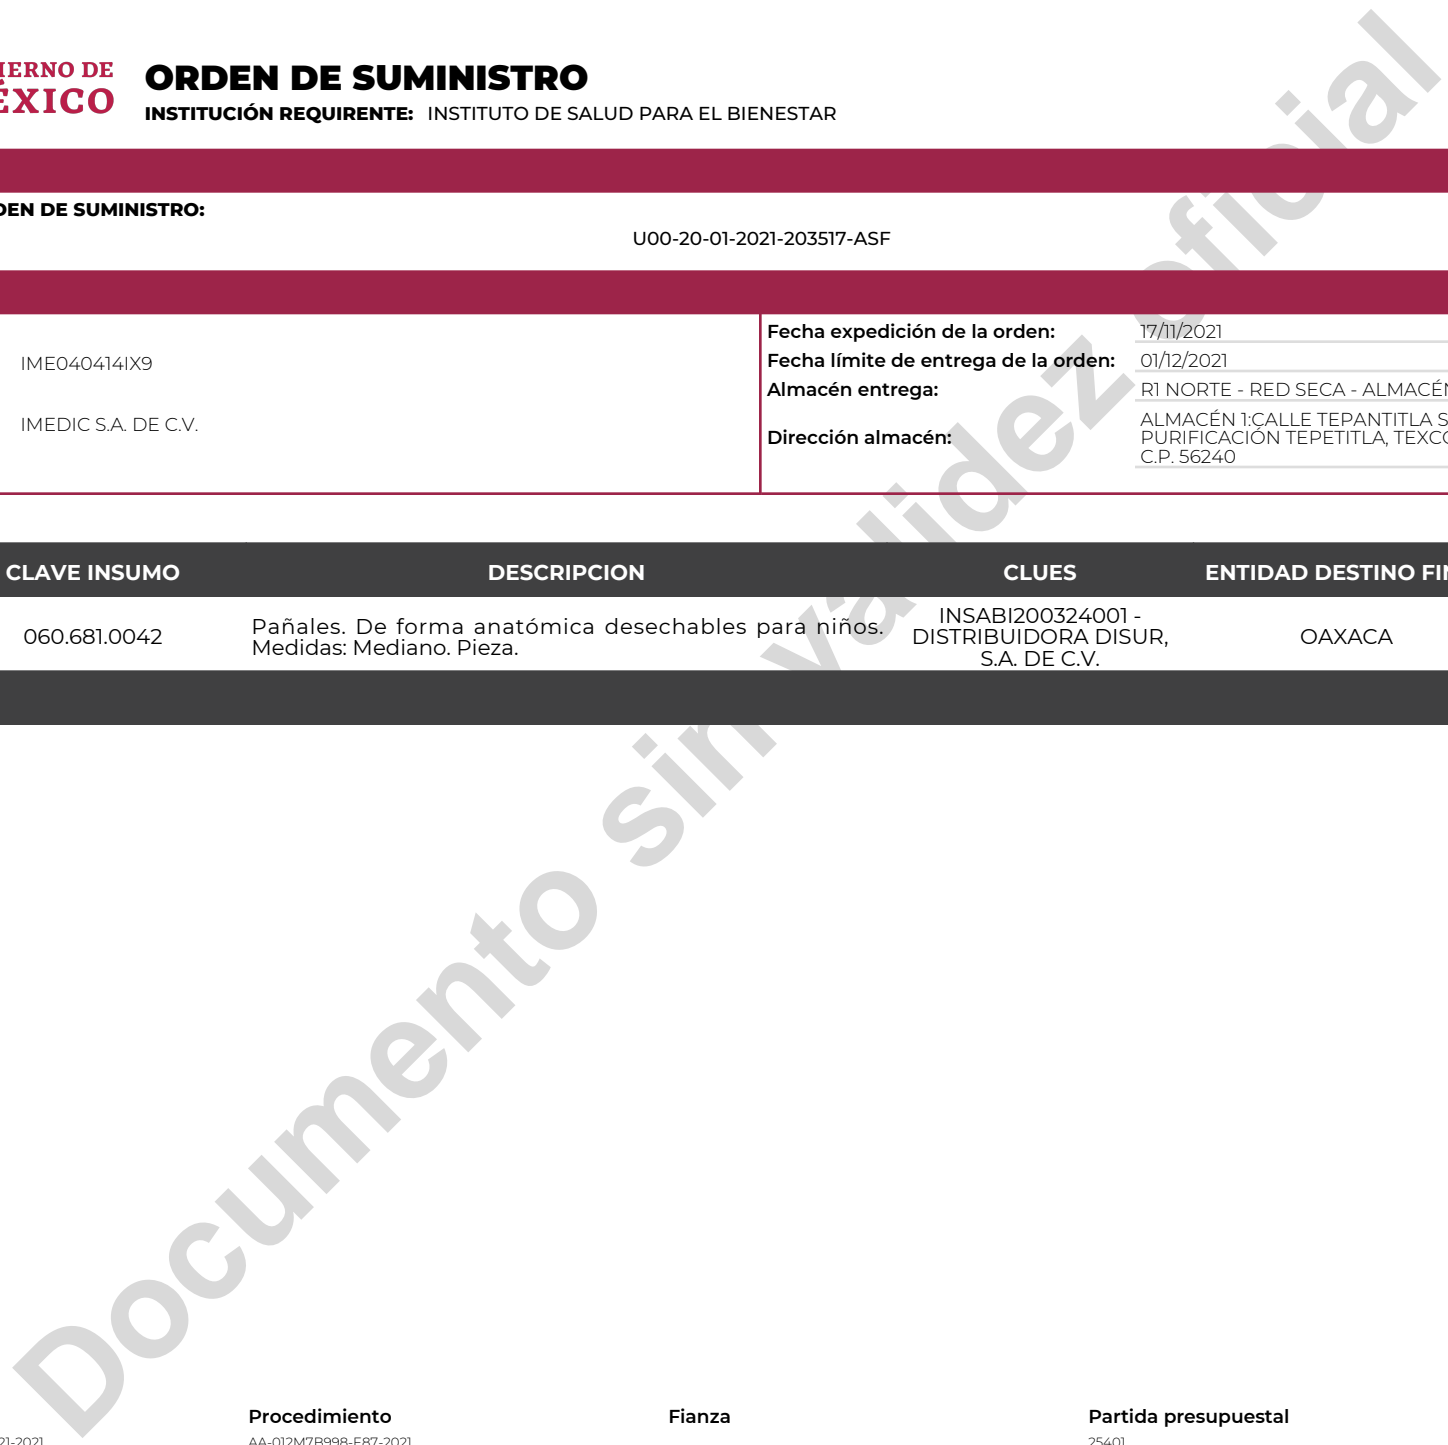 IERNO DE
ÉXICO
ORDEN DE SUMINISTRO
INSTITUCIÓN REQUIRENTE: INSTITUTO DE SALUD PARA EL BIENESTAR
DEN DE SUMINISTRO:
U00-20-01-2021-203517-ASF
IME040414IX9
IMEDIC S.A. DE C.V.
Fecha expedición de la orden: 17/11/2021
Fecha límite de entrega de la orden: 01/12/2021
Almacén entrega: R1 NORTE - RED SECA - ALMACÉN
Dirección almacén: ALMACÉN 1:CALLE TEPANTITLA S
PURIFICACIÓN TEPETITLA, TEXCO
C.P. 56240
CLAVE INSUMO DESCRIPCION CLUES ENTIDAD DESTINO FIN
060.681.0042
Pañales. De forma anatómica desechables para niños.
Medidas: Mediano. Pieza.
INSABI200324001 -
DISTRIBUIDORA DISUR,
S.A. DE C.V.
OAXACA
Documento sin validez oficial
Procedimiento Fianza Partida presupuestal
21-2021 AA-012M7B998-E87-2021 25401